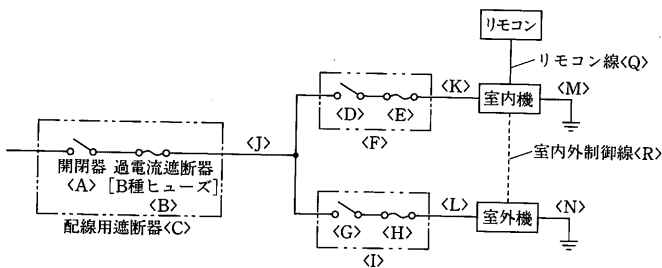 リモコン
リモコン線〈Q〉
〈K〉
室内機
〈M〉
〈D〉
〈E〉
〈F〉
〈J〉
開閉器
〈A〉
過電流遮断器
[B種ヒューズ]
〈B〉
配線用遮断器〈C〉
室内外制御線〈R〉
〈L〉
室外機
〈N〉
〈G〉
〈H〉
〈I〉